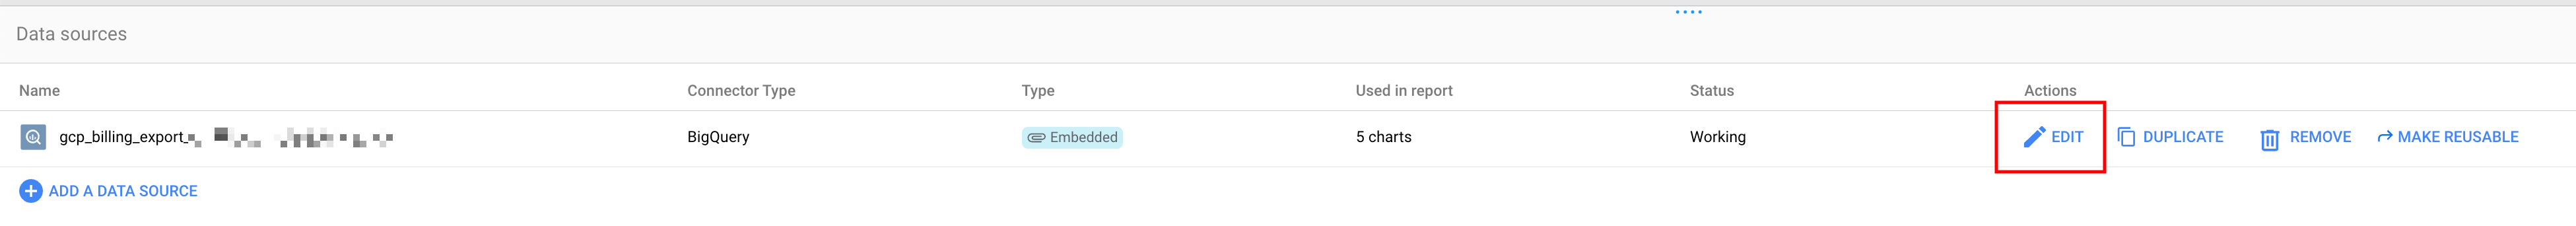 Data sources
Name Connector Type Type Used in report Status Actions
gcp_billing_export_ BigQuery Embedded 5 charts Working EDIT DUPLICATE REMOVE MAKE REUSABLE
ADD A DATA SOURCE